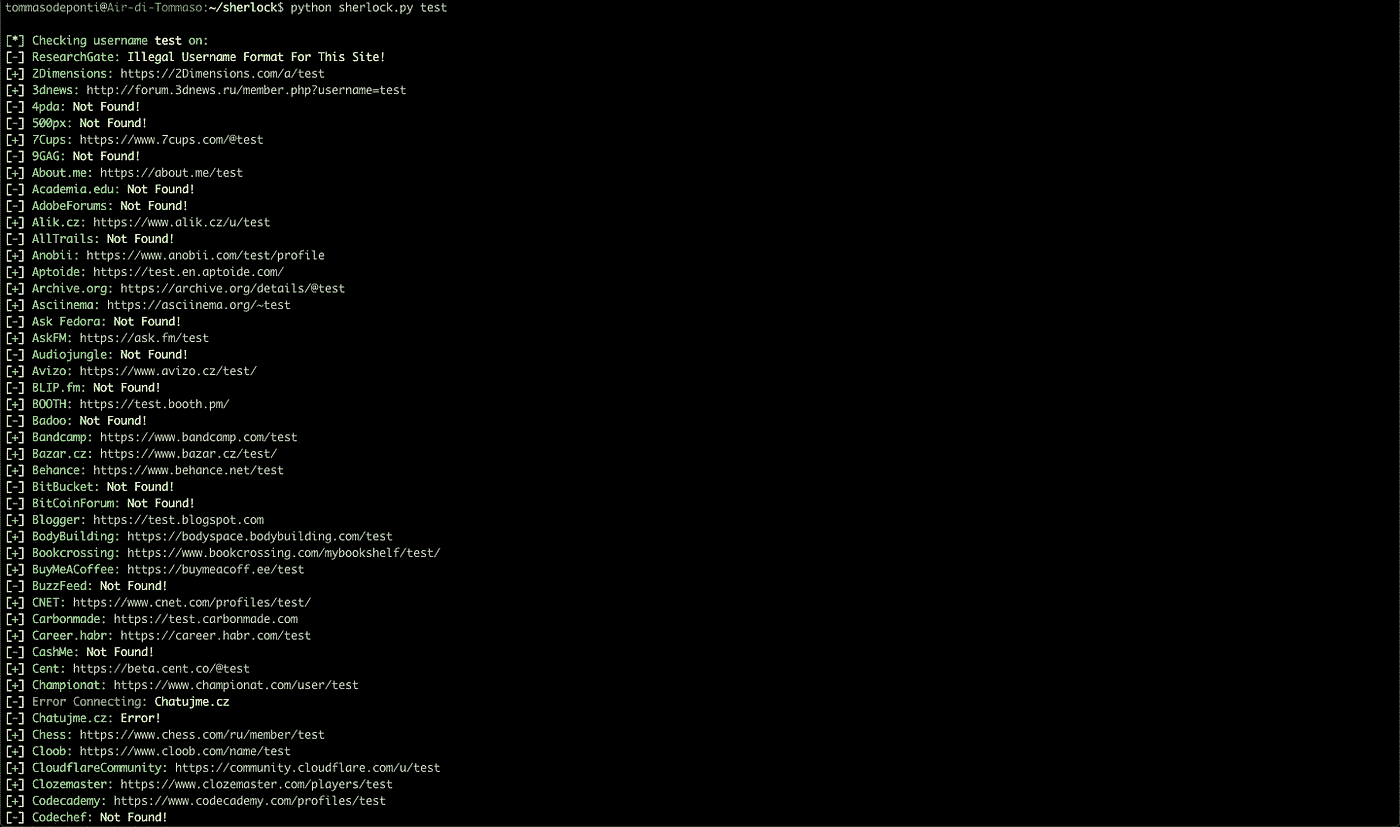 tommasodeponti@Air-di-Tommaso:~/sherlock$ python sherlock.py test
[*] Checking username test on:
[-] ResearchGate: Illegal Username Format For This Site!
[+] 2Dimensions: https://2Dimensions.com/a/test
[+] 3dnews: http://forum.3dnews.ru/member.php?username=test
[-] 4pda: Not Found!
[-] 500px: Not Found!
[+] 7Cups: https://www.7cups.com/@test
[-] 9GAG: Not Found!
[+] About.me: https://about.me/test
[-] Academia.edu: Not Found!
[-] AdobeForums: Not Found!
[+] Alik.cz: https://www.alik.cz/u/test
[-] AllTrails: Not Found!
[+] Anobii: https://www.anobii.com/test/profile
[+] Aptoide: https://test.en.aptoide.com/
[+] Archive.org: https://archive.org/details/@test
[+] Asciinema: https://asciinema.org/~test
[-] Ask Fedora: Not Found!
[+] AskFM: https://ask.fm/test
[-] Audiojungle: Not Found!
[+] Avizo: https://www.avizo.cz/test/
[-] BLIP.fm: Not Found!
[+] BOOTH: https://test.booth.pm/
[-] Badoo: Not Found!
[+] Bandcamp: https://www.bandcamp.com/test
[+] Bazar.cz: https://www.bazar.cz/test/
[+] Behance: https://www.behance.net/test
[-] BitBucket: Not Found!
[-] BitCoinForum: Not Found!
[+] Blogger: https://test.blogspot.com
[+] BodyBuilding: https://bodyspace.bodybuilding.com/test
[+] Bookcrossing: https://www.bookcrossing.com/mybookshelf/test/
[+] BuyMeACoffee: https://buymeacoff.ee/test
[-] BuzzFeed: Not Found!
[+] CNET: https://www.cnet.com/profiles/test/
[+] Carbonmade: https://test.carbonmade.com
[+] Career.habr: https://career.habr.com/test
[-] CashMe: Not Found!
[+] Cent: https://beta.cent.co/@test
[+] Championat: https://www.championat.com/user/test
[-] Error Connecting: Chatujme.cz
[-] Chatujme.cz: Error!
[+] Chess: https://www.chess.com/ru/member/test
[+] Cloob: https://www.cloob.com/name/test
[+] CloudflareCommunity: https://community.cloudflare.com/u/test
[+] Clozemaster: https://www.clozemaster.com/players/test
[+] Codecademy: https://www.codecademy.com/profiles/test
[-] Codechef: Not Found!